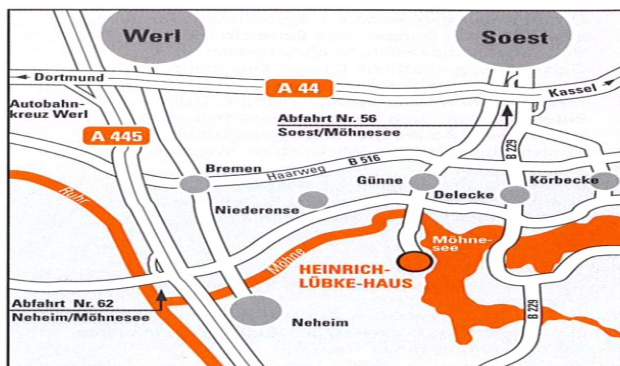 Werl
Soest
Dortmund
A 44
Kassel
Autobahn-
kreuz Werl
Abfahrt Nr. 56
Soest/Möhnesee
A 445
B 229
Bremen
Haarweg
B 516
Günne
Delecke
Körbecke
Niederense
Ruhr
Möhne
Möhne-
see
HEINRICH-
LÜBKE-HAUS
Abfahrt Nr. 62
Neheim/Möhnesee
Neheim
B 229